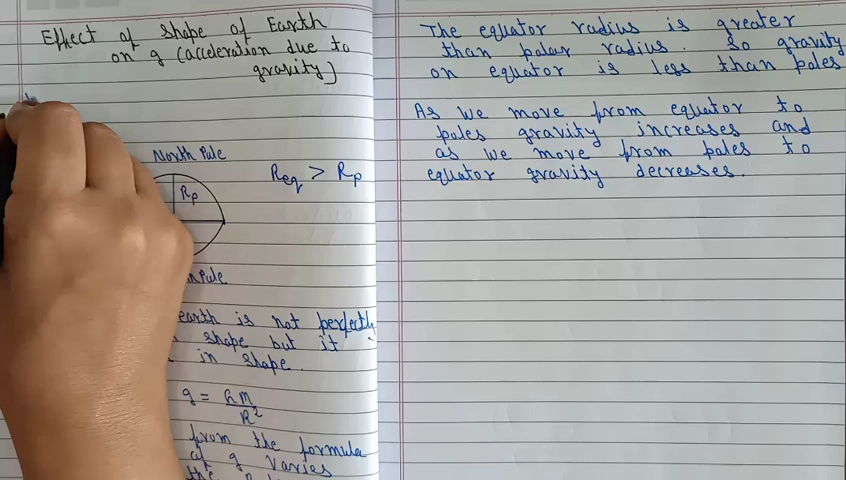 Effect of shape of Earth
on g (acceleration due to
gravity)
North Pole
Req > Rp
Rp
Pole
earth is not perfectly
shape but it
in shape.
g = Gm
R²
from the formula
of g varies
the
The equator radius is greater
than polar radius. So gravity
on equator is less than poles
As we move from equator to
poles gravity increases and
as we move from poles to
equator gravity decreases.